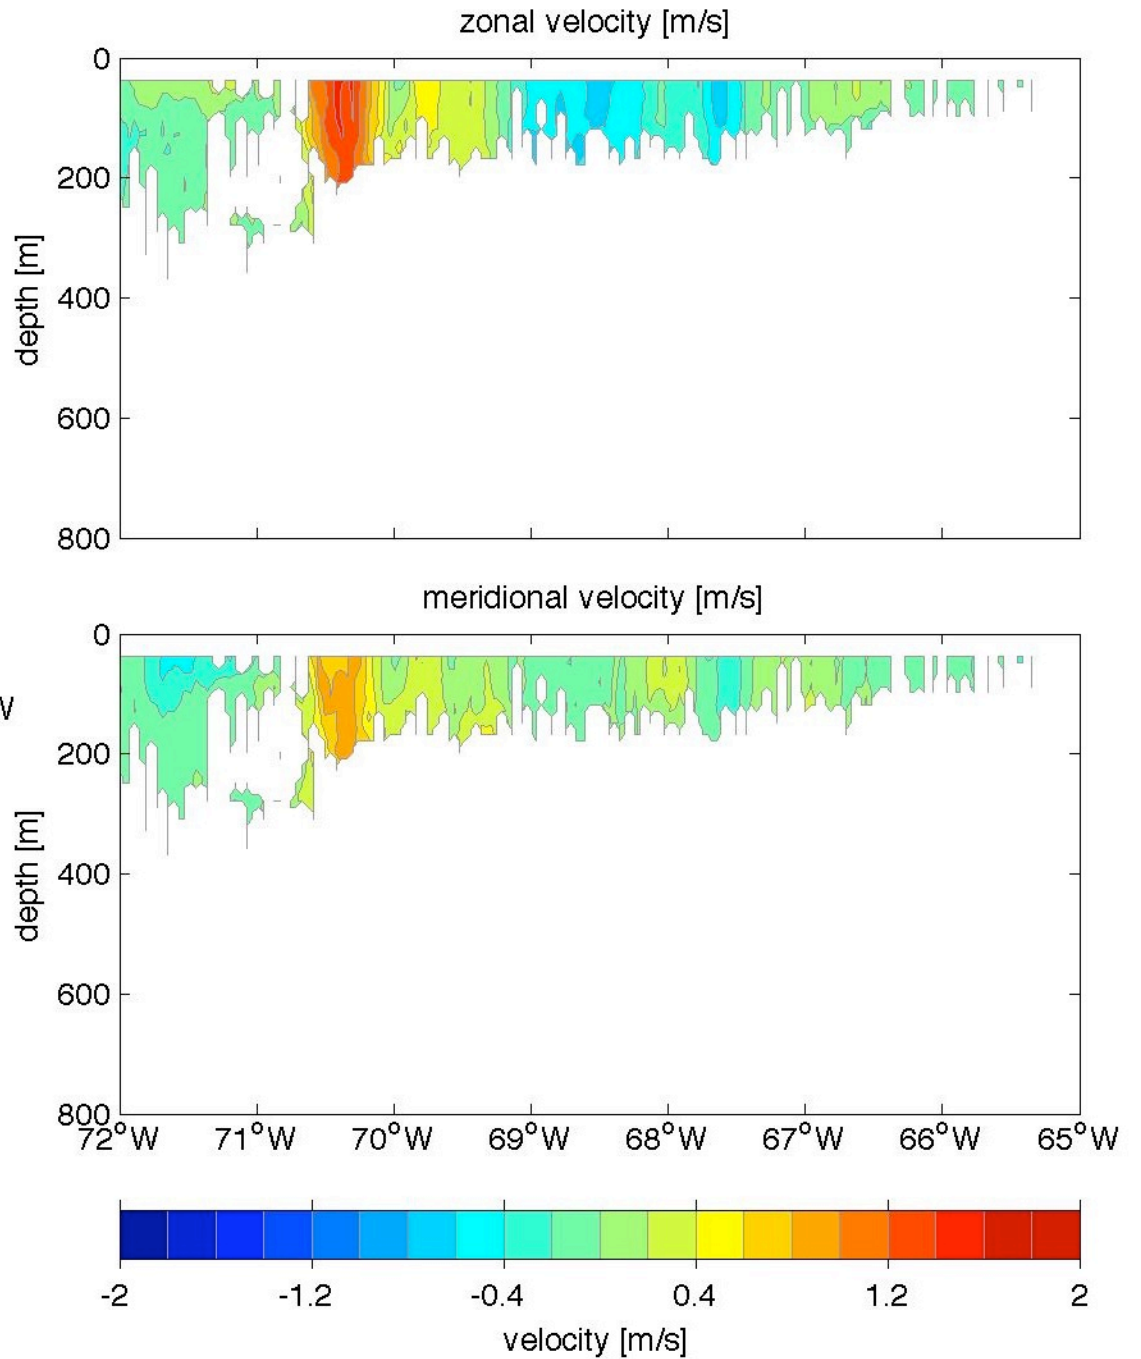 zonal velocity [m/s]
0
200
400
600
800
depth [m]
meridional velocity [m/s]
0
200
400
600
800
depth [m]
W
72°W 71°W 70°W 69°W 68°W 67°W 66°W 65°W
-2 -1.2 -0.4 0.4 1.2 2
velocity [m/s]